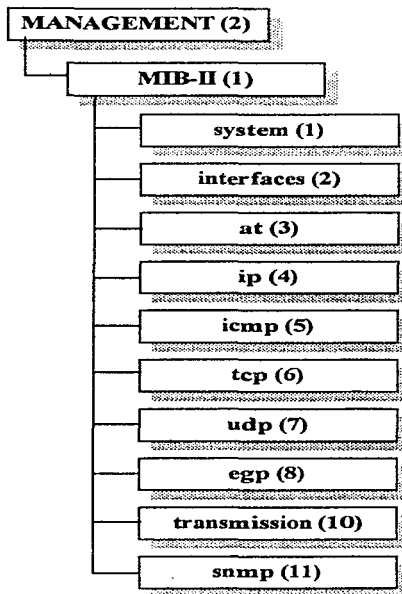 MANAGEMENT (2)
MIB-II (1)
system (1)
interfaces (2)
at (3)
ip (4)
icmp (5)
tcp (6)
udp (7)
egp (8)
transmission (10)
snmp (11)